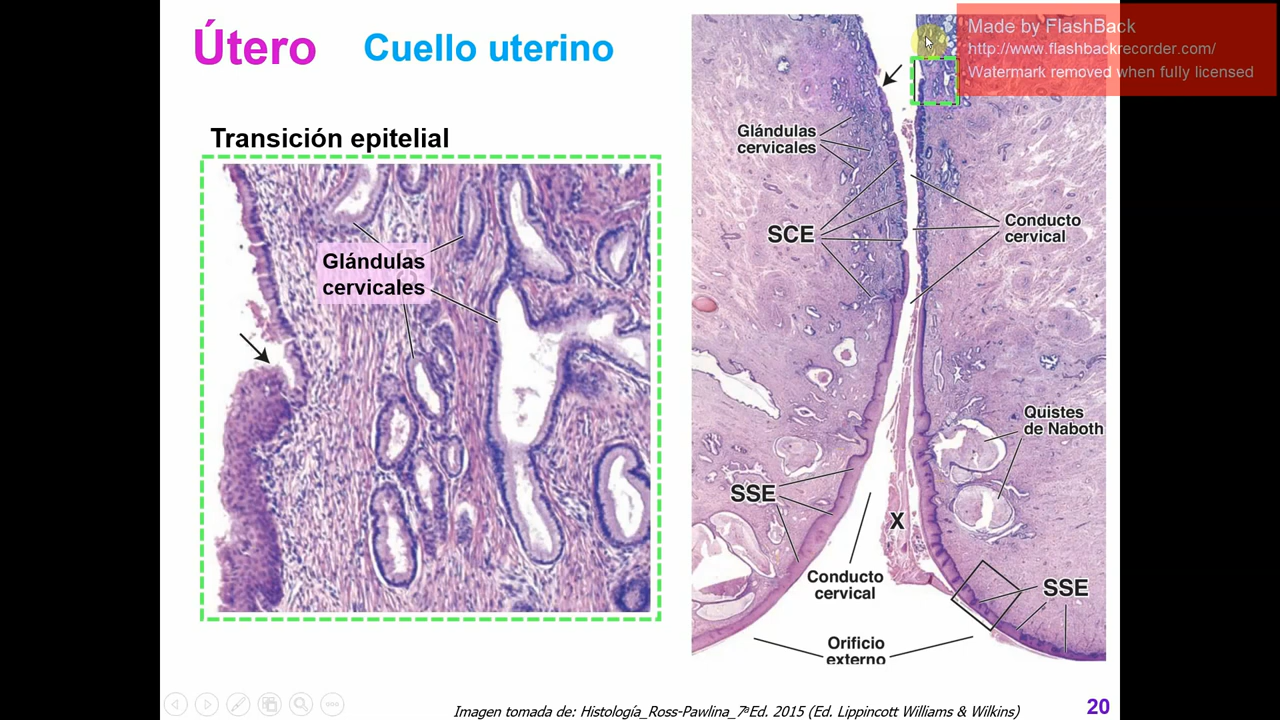 Útero
Cuello uterino
Transición epitelial
Glándulas
cervicales
Glándulas
cervicales
SCE
Conducto
cervical
Quistes
de Naboth
SSE
X
Conducto
cervical
SSE
Orificio
externo
Made by FlashBack
http://www.flashbackrecorder.com/
Watermark removed when fully licensed
Imagen tomada de: Histología_Ross-Pawlina_7ªEd. 2015 (Ed. Lippincott Williams & Wilkins)
20